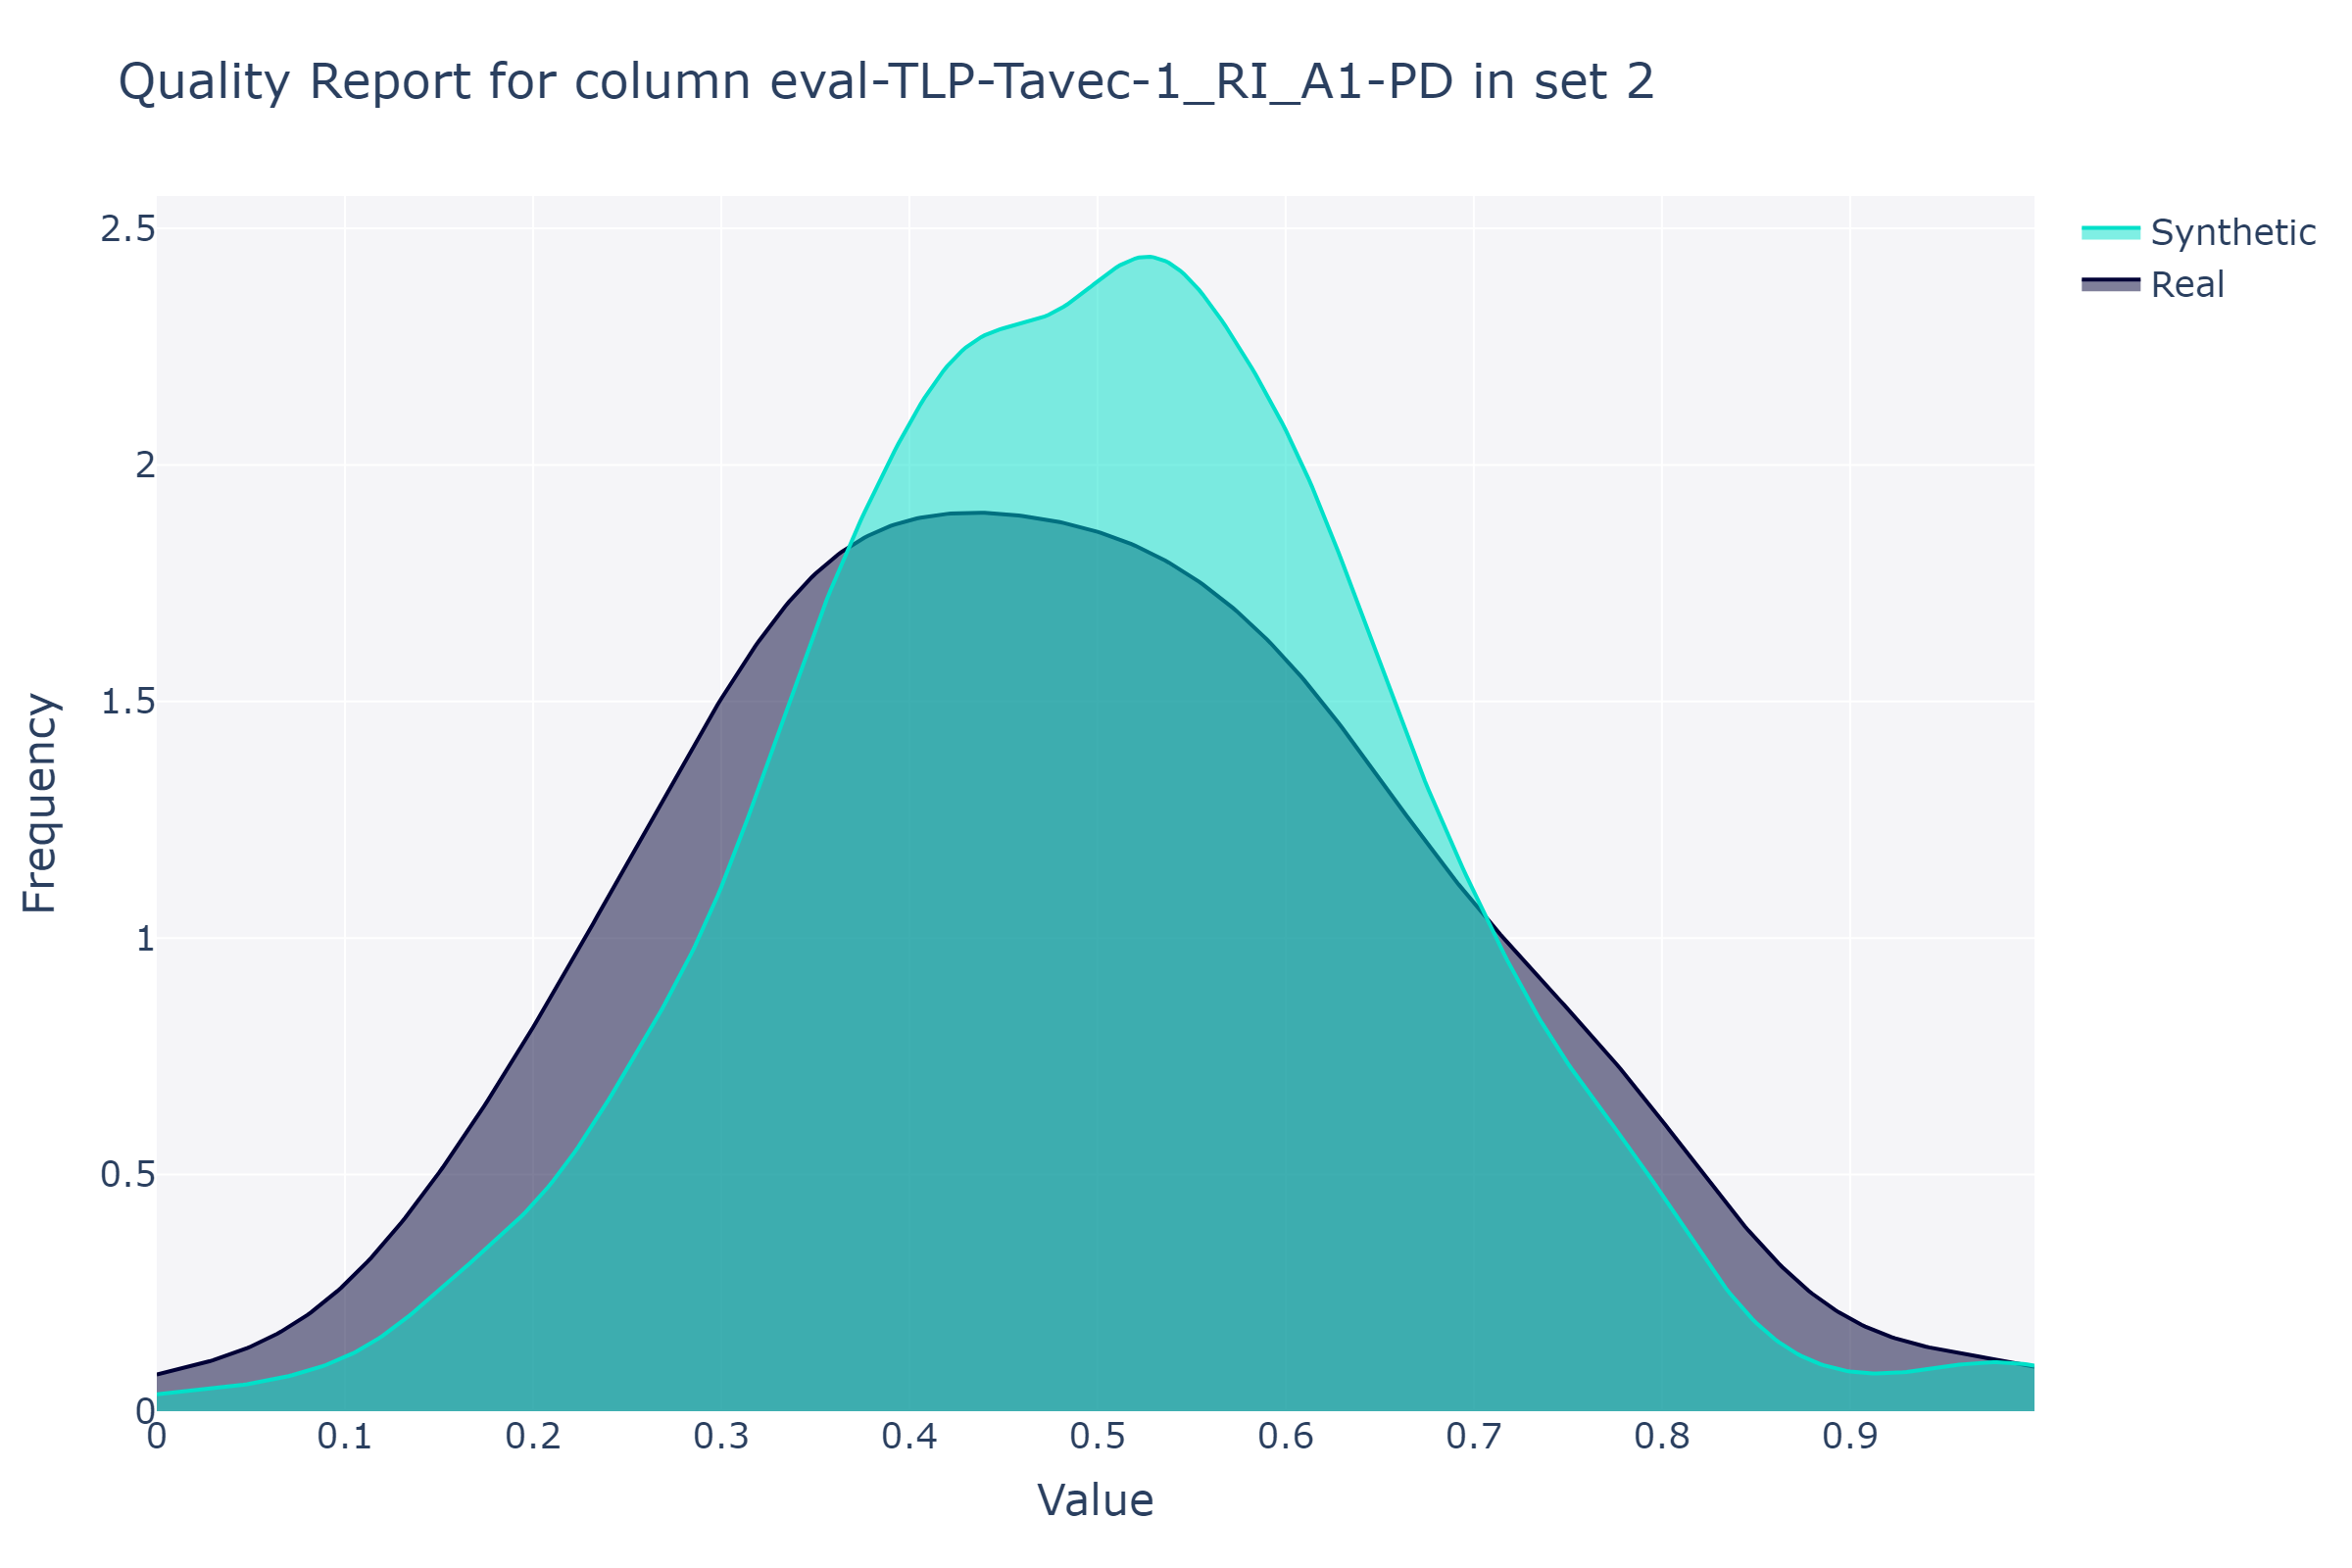 Quality Report for column eval-TLP-Tavec-1_RI_A1-PD in set 2
Synthetic
Real
2.5
2
1.5
1
0.5
0
Frequency
0 0.1 0.2 0.3 0.4 0.5 0.6 0.7 0.8 0.9
Value